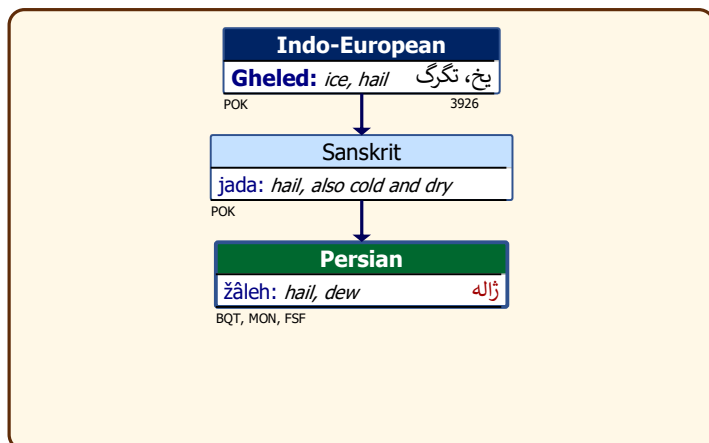 Indo-European
Gheled: ice, hail یخ، تگرگ
POK 3926
Sanskrit
jada: hail, also cold and dry
POK
Persian
žâleh: hail, dew ژاله
BQT, MON, FSF